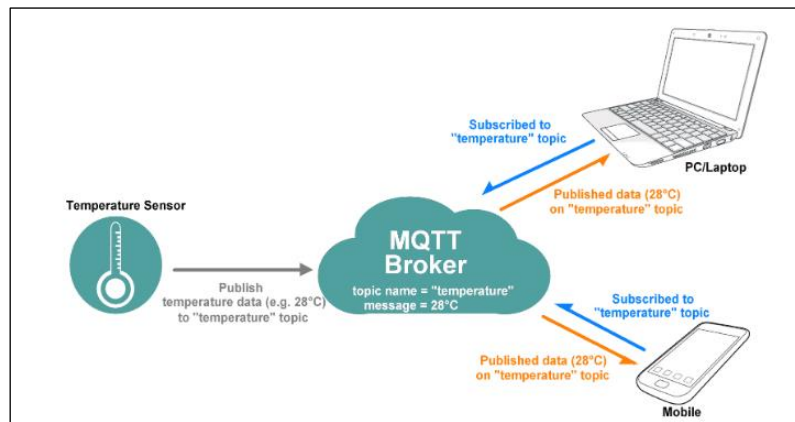 Temperature Sensor
Publish
temperature data (e.g. 28°C)
to "temperature" topic
MQTT
Broker
topic name = "temperature"
message = 28°C
Subscribed to
"temperature" topic
Published data (28°C)
on "temperature" topic
PC/Laptop
Subscribed to
"temperature" topic
Published data (28°C)
on "temperature" topic
Mobile